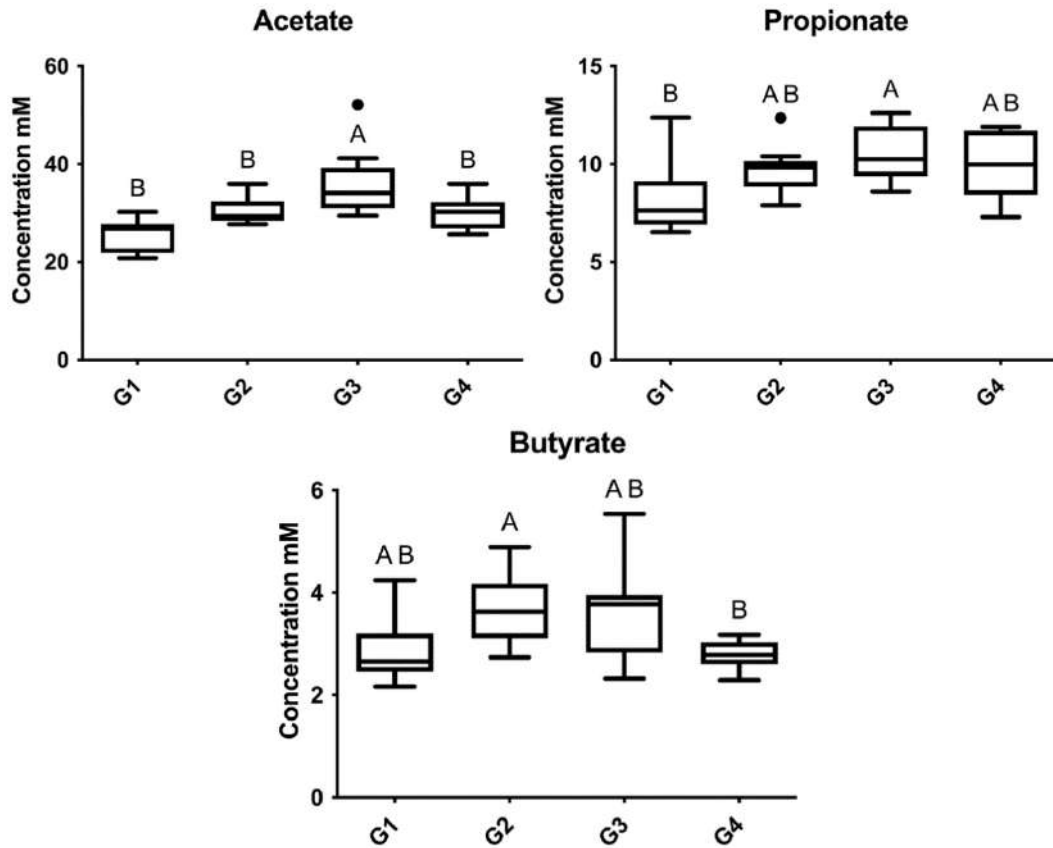 Acetate
Concentration mM
60
40
20
0
B
B
A
B
G1
G2
G3
G4
Propionate
Concentration mM
15
10
5
0
B
A B
A
A B
G1
G2
G3
G4
Butyrate
Concentration mM
6
4
2
0
A B
A
A B
B
G1
G2
G3
G4